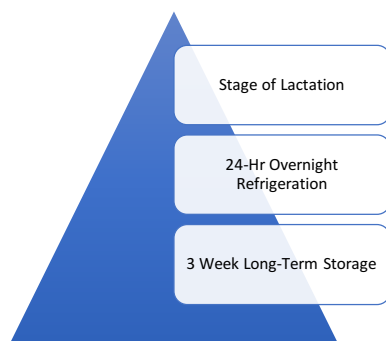 Stage of Lactation
24-Hr Overnight
Refrigeration
3 Week Long-Term Storage